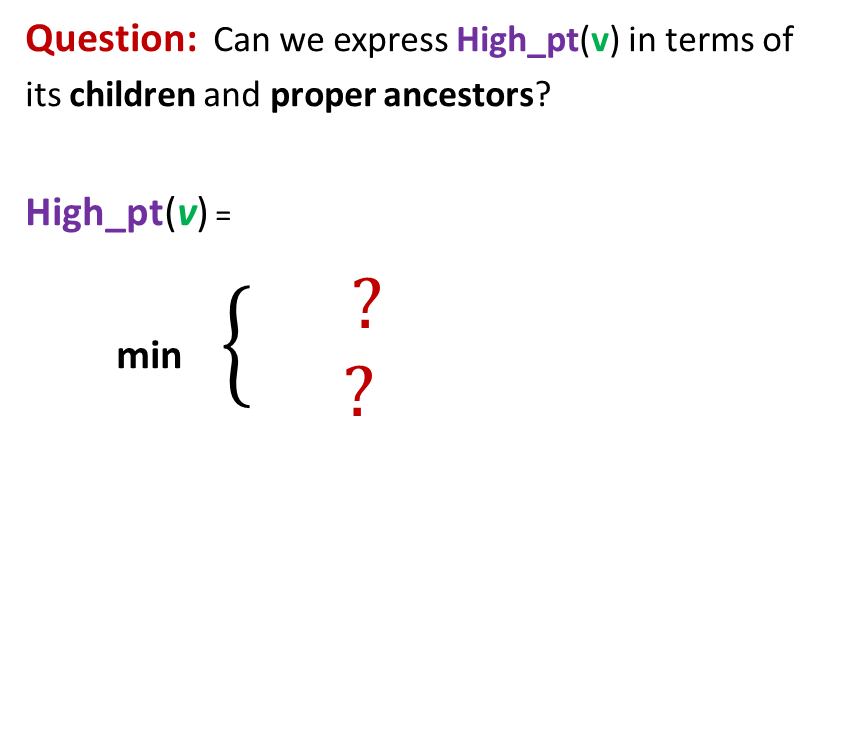 Question: Can we express High_pt(v) in terms of
its children and proper ancestors?
High_pt(v) =
?
min {
?